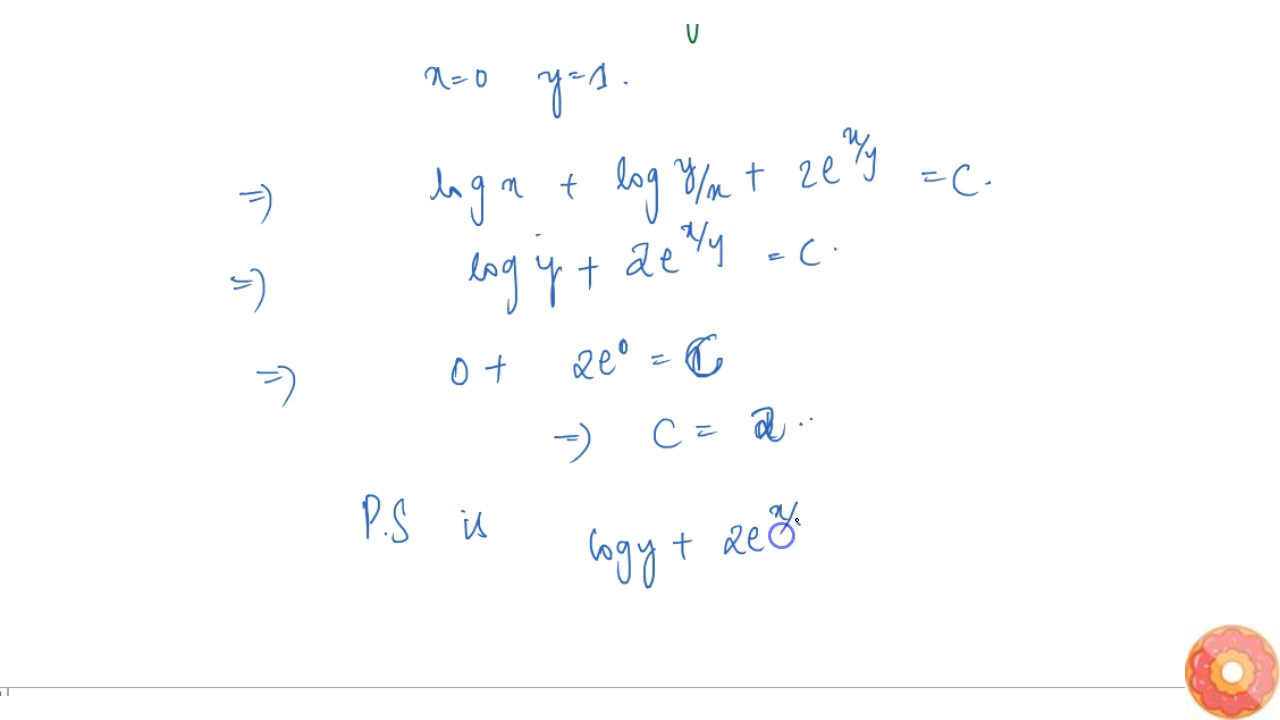 x=0 y=1.
=) log x + log y/x + 2e^{x/y} = C.
=) log y + 2e^{x/y} = C.
=) 0 + 2e^0 = C
=) C = 2..
P.S is log y + 2e^{x/